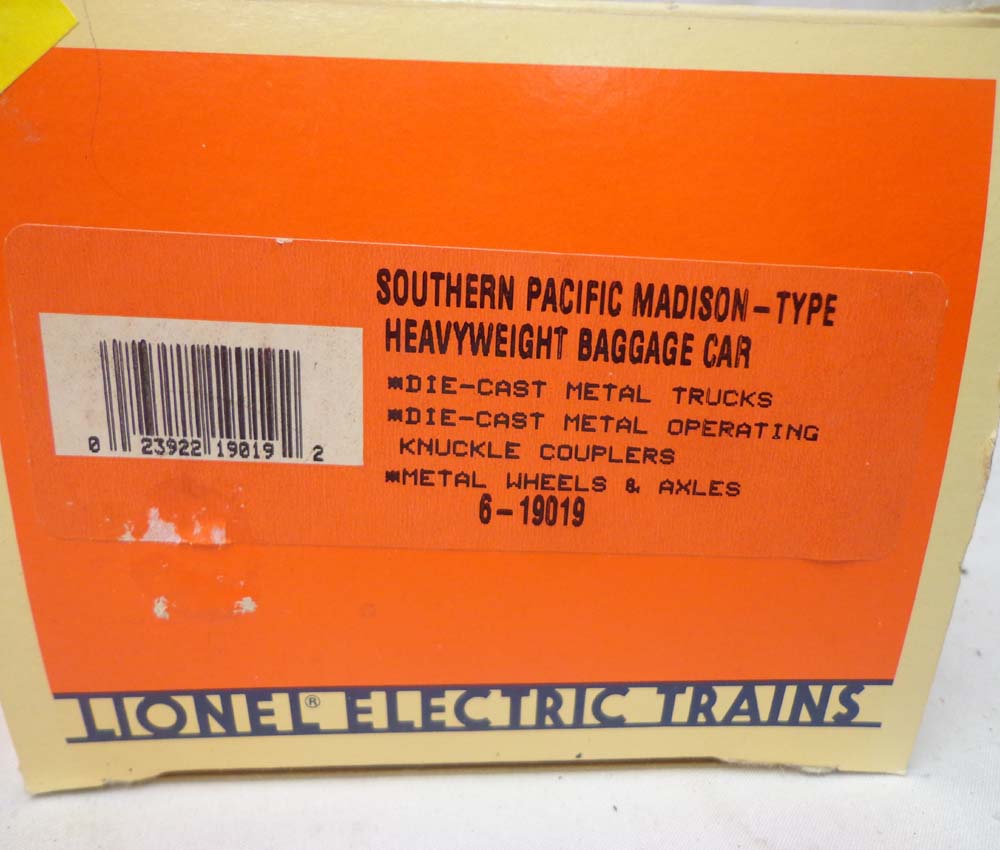 SOUTHERN PACIFIC MADISON-TYPE
HEAVYWEIGHT BAGGAGE CAR
*DIE-CAST METAL TRUCKS
*DIE-CAST METAL OPERATING
KNUCKLE COUPLERS
*METAL WHEELS & AXLES
6-19019
0 23922 19019 2
LIONEL® ELECTRIC TRAINS